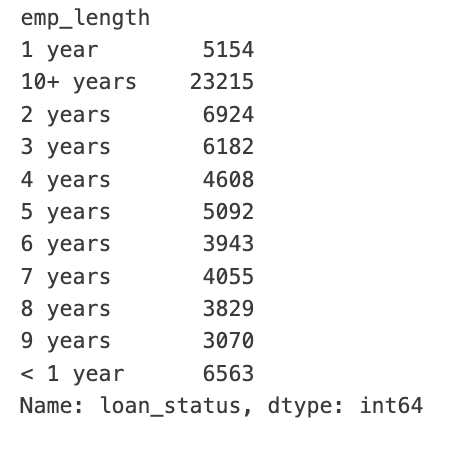 emp_length
1 year        5154
10+ years    23215
2 years       6924
3 years       6182
4 years       4608
5 years       5092
6 years       3943
7 years       4055
8 years       3829
9 years       3070
< 1 year      6563
Name: loan_status, dtype: int64